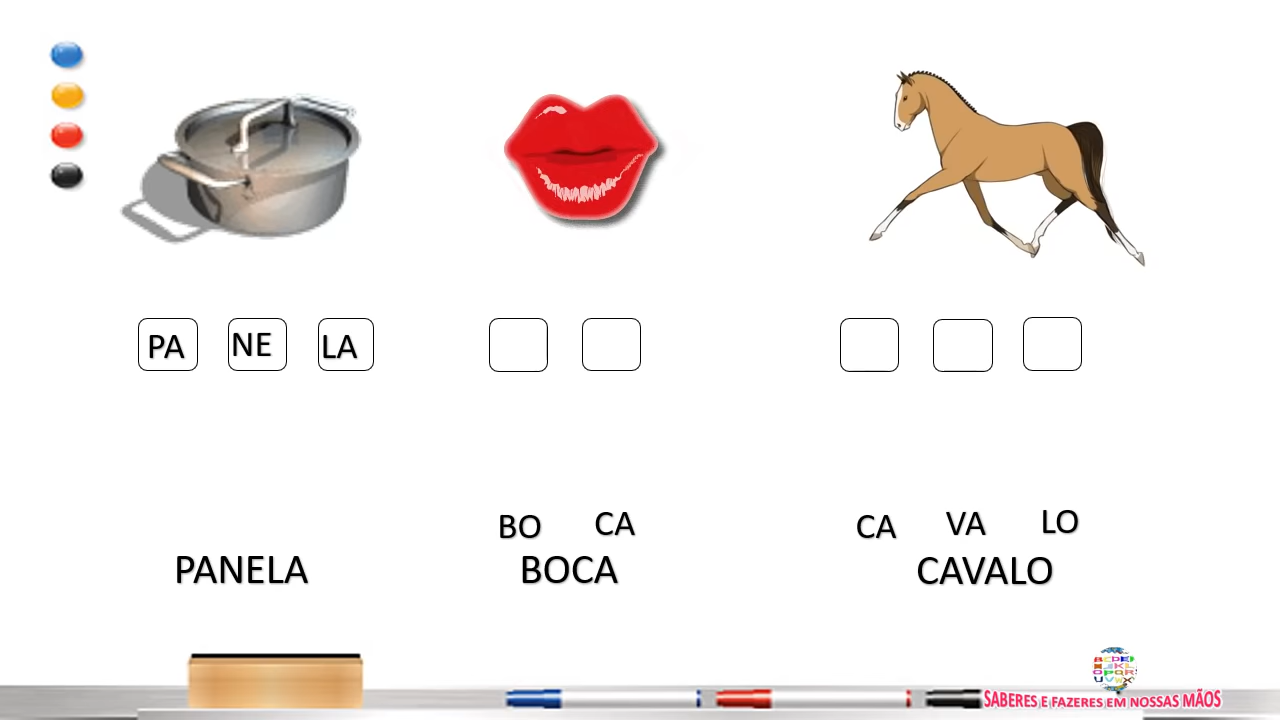 PA NE LA
BO CA
CA VA LO
PANELA
BOCA
CAVALO
SABERES E FAZERES EM NOSSAS MÃOS